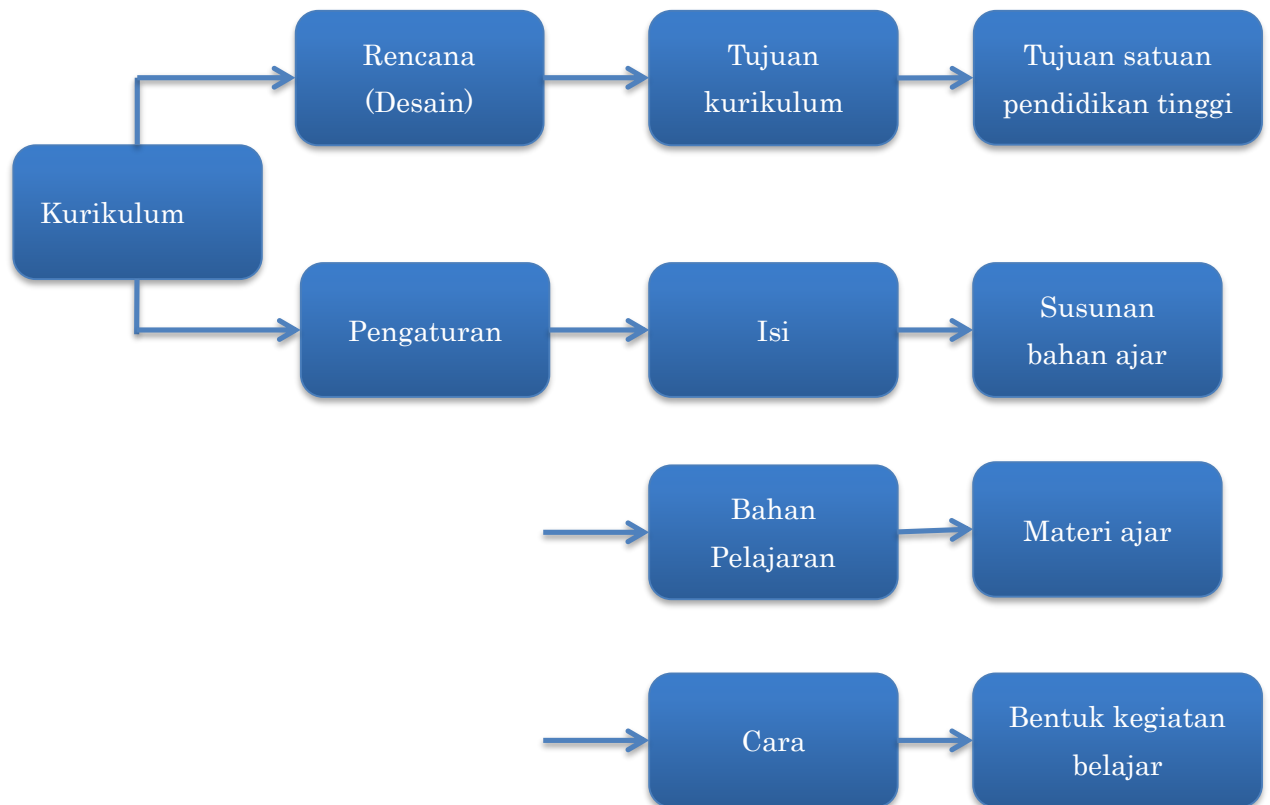 Rencana
(Desain)
Tujuan
kurikulum
Tujuan satuan
pendidikan tinggi
Kurikulum
Pengaturan
Isi
Susunan
bahan ajar
Bahan
Pelajaran
Materi ajar
Cara
Bentuk kegiatan
belajar